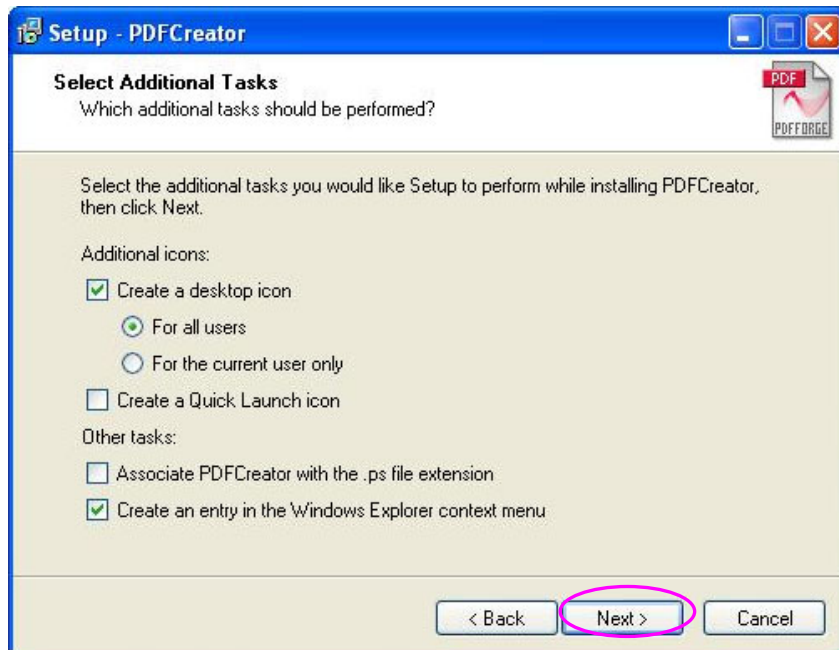 Setup - PDFCreator
Select Additional Tasks
Which additional tasks should be performed?
PDF
PDFFORGE
Select the additional tasks you would like Setup to perform while installing PDFCreator,
then click Next.
Additional icons:
Create a desktop icon
For all users
For the current user only
Create a Quick Launch icon
Other tasks:
Associate PDFCreator with the .ps file extension
Create an entry in the Windows Explorer context menu
< Back
Next >
Cancel